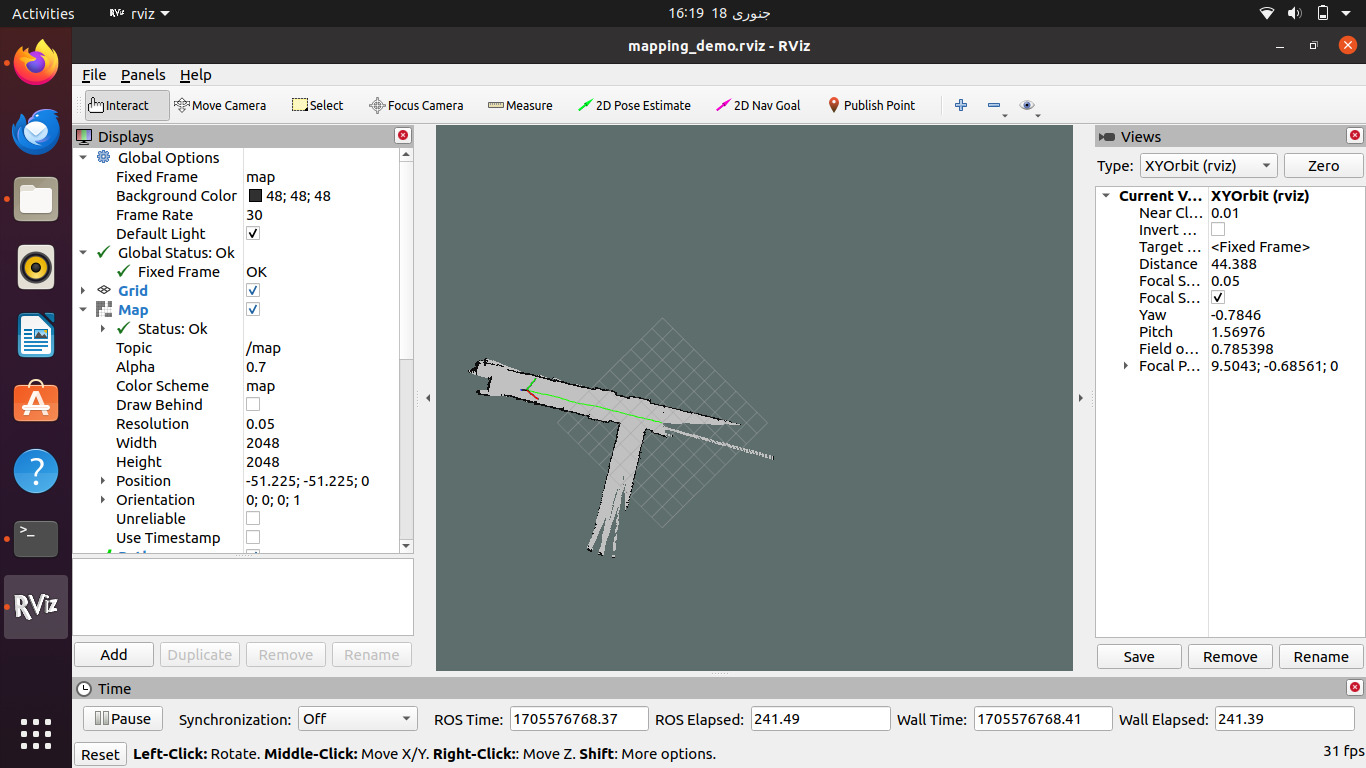 Activities
RViz rviz
16:19 18 جنوری
mapping_demo.rviz - RViz
File Panels Help
Interact Move Camera Select Focus Camera Measure 2D Pose Estimate 2D Nav Goal Publish Point
Displays
Global Options
Fixed Frame map
Background Color 48; 48; 48
Frame Rate 30
Default Light
Global Status: Ok
Fixed Frame OK
Grid
Map
Status: Ok
Topic /map
Alpha 0.7
Color Scheme map
Draw Behind
Resolution 0.05
Width 2048
Height 2048
Position -51.225; -51.225; 0
Orientation 0; 0; 0; 1
Unreliable
Use Timestamp
Add Duplicate Remove Rename
Views
Type: XYOrbit (rviz) Zero
Current V... XYOrbit (rviz)
Near Cl... 0.01
Invert ...
Target ... <Fixed Frame>
Distance 44.388
Focal S... 0.05
Focal S...
Yaw -0.7846
Pitch 1.56976
Field o... 0.785398
Focal P... 9.5043; -0.68561; 0
Save Remove Rename
RViz
Time
Pause Synchronization: Off ROS Time: 1705576768.37 ROS Elapsed: 241.49 Wall Time: 1705576768.41 Wall Elapsed: 241.39
Reset Left-Click: Rotate. Middle-Click: Move X/Y. Right-Click:: Move Z. Shift: More options.
31 fps